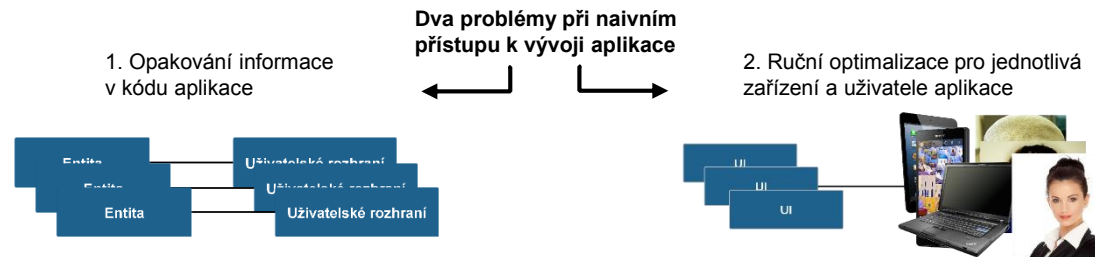 Dva problémy při naivním
přístupu k vývoji aplikace
1. Opakování informace
v kódu aplikace
2. Ruční optimalizace pro jednotlivá
zařízení a uživatele aplikace
Entita
Uživatelské rozhraní
Entita
Uživatelské rozhraní
Entita
Uživatelské rozhraní
UI
UI
UI